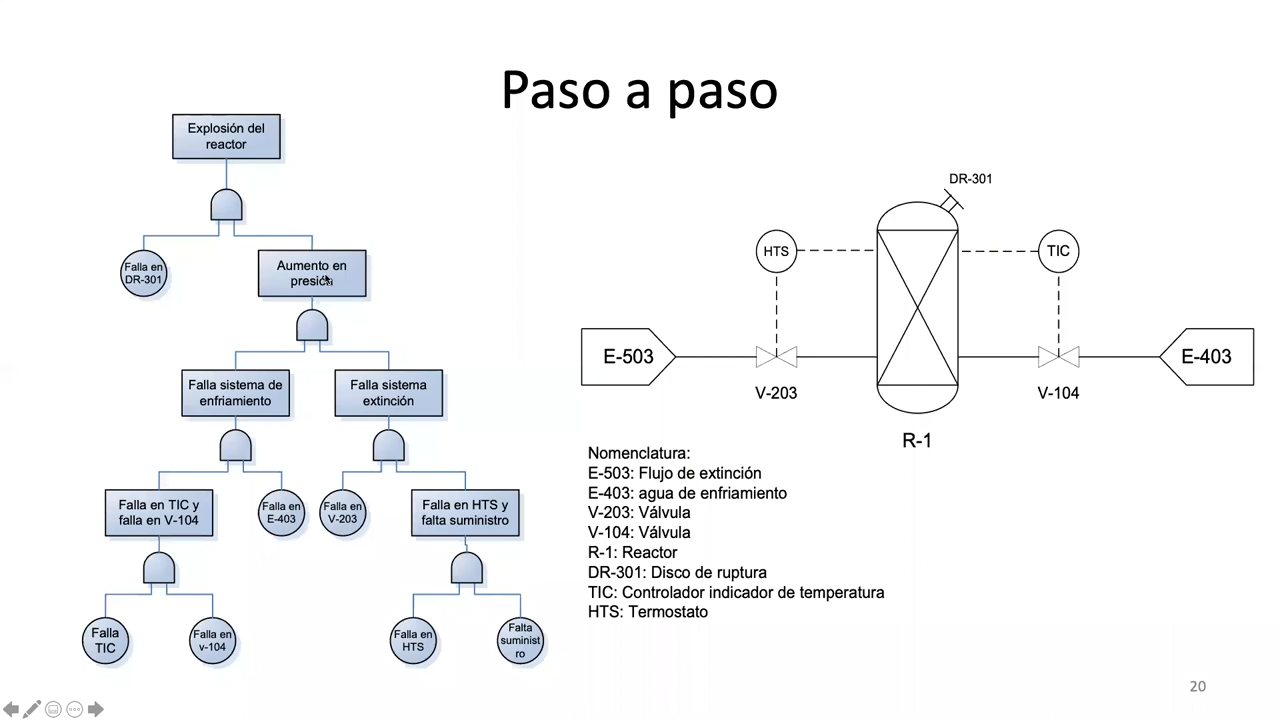 Paso a paso
Explosión del
reactor
Falla en
DR-301
Aumento en
presión
Falla sistema de
enfriamiento
Falla sistema
extinción
Falla en TIC y
falla en V-104
Falla en
E-403
Falla en
V-203
Falla en HTS y
falta suministro
Falla
TIC
Falla en
v-104
Falla en
HTS
Falta
suminist
ro
DR-301
HTS
TIC
E-503
E-403
V-203
V-104
R-1
Nomenclatura:
E-503: Flujo de extinción
E-403: agua de enfriamiento
V-203: Válvula
V-104: Válvula
R-1: Reactor
DR-301: Disco de ruptura
TIC: Controlador indicador de temperatura
HTS: Termostato
20